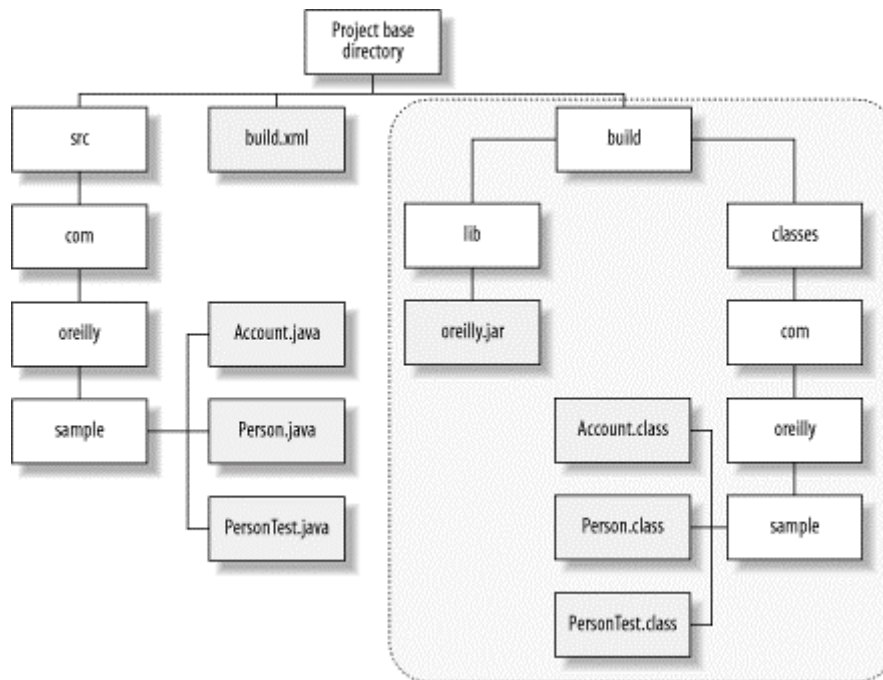 Project base
directory
src
build.xml
build
com
lib
classes
oreilly
Account.java
oreilly.jar
com
sample
Person.java
Account.class
oreilly
PersonTest.java
Person.class
sample
PersonTest.class